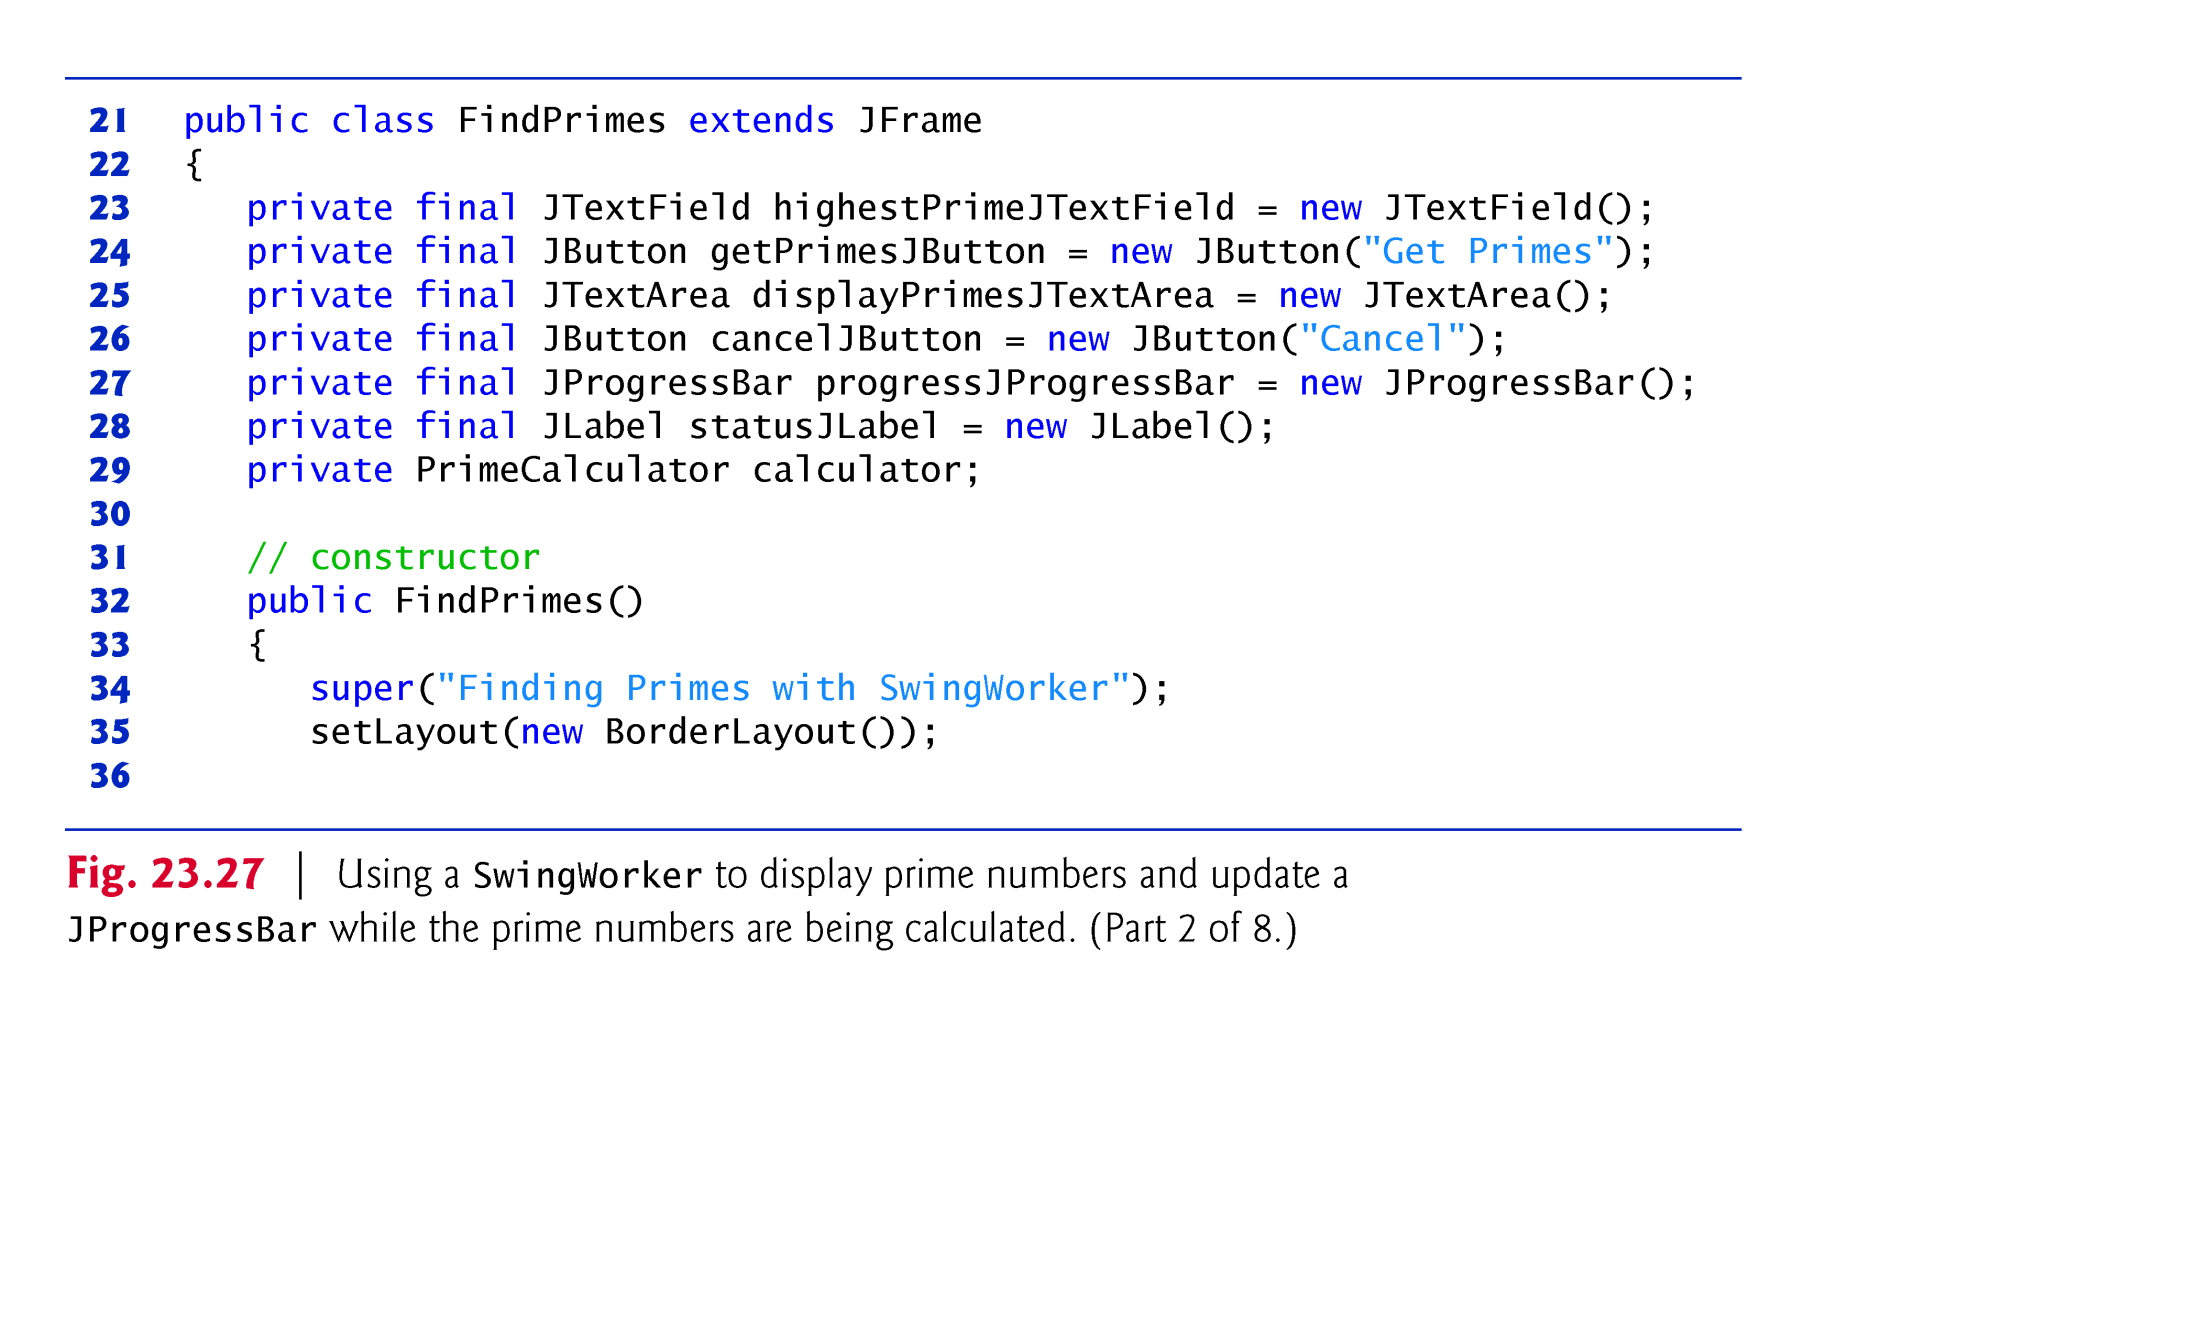 21 public class FindPrimes extends JFrame
22 {
23    private final JTextField highestPrimeJTextField = new JTextField();
24    private final JButton getPrimesJButton = new JButton("Get Primes");
25    private final JTextArea displayPrimesJTextArea = new JTextArea();
26    private final JButton cancelJButton = new JButton("Cancel");
27    private final JProgressBar progressJProgressBar = new JProgressBar();
28    private final JLabel statusJLabel = new JLabel();
29    private PrimeCalculator calculator;
30
31    // constructor
32    public FindPrimes()
33    {
34       super("Finding Primes with SwingWorker");
35       setLayout(new BorderLayout());
36
Fig. 23.27 | Using a SwingWorker to display prime numbers and update a
JProgressBar while the prime numbers are being calculated. (Part 2 of 8.)